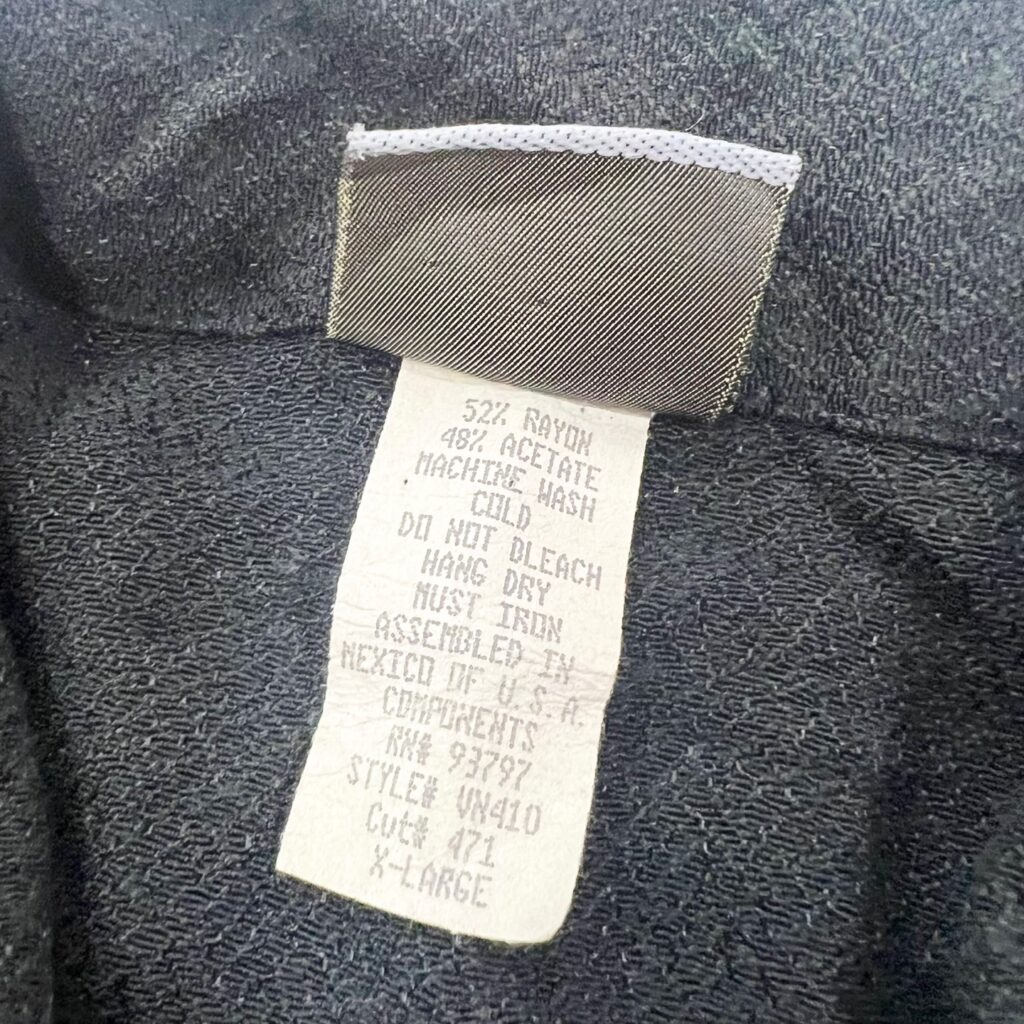 52% RAYON
48% ACETATE
MACHINE WASH
COLD
DO NOT BLEACH
HANG DRY
MUST IRON
ASSEMBLED IN
MEXICO OF U.S.A.
COMPONENTS
RN# 93797
STYLE# VN410
Cut# 471
X-LARGE